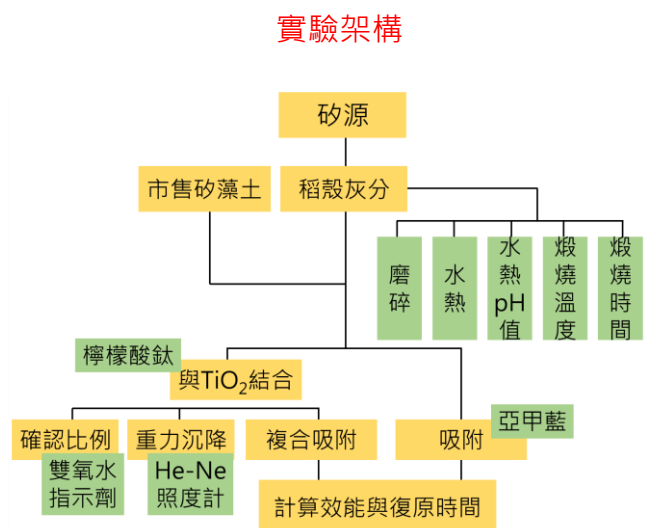 實驗架構
矽源
市售矽藻土
稻殼灰分
磨
碎
水
熱
水
熱
pH
值
煅
燒
溫
度
煅
燒
時
間
檸檬酸鈦
與TiO₂結合
確認比例
雙氧水
指示劑
重力沉降
He-Ne
照度計
複合吸附
吸附
亞甲藍
計算效能與復原時間